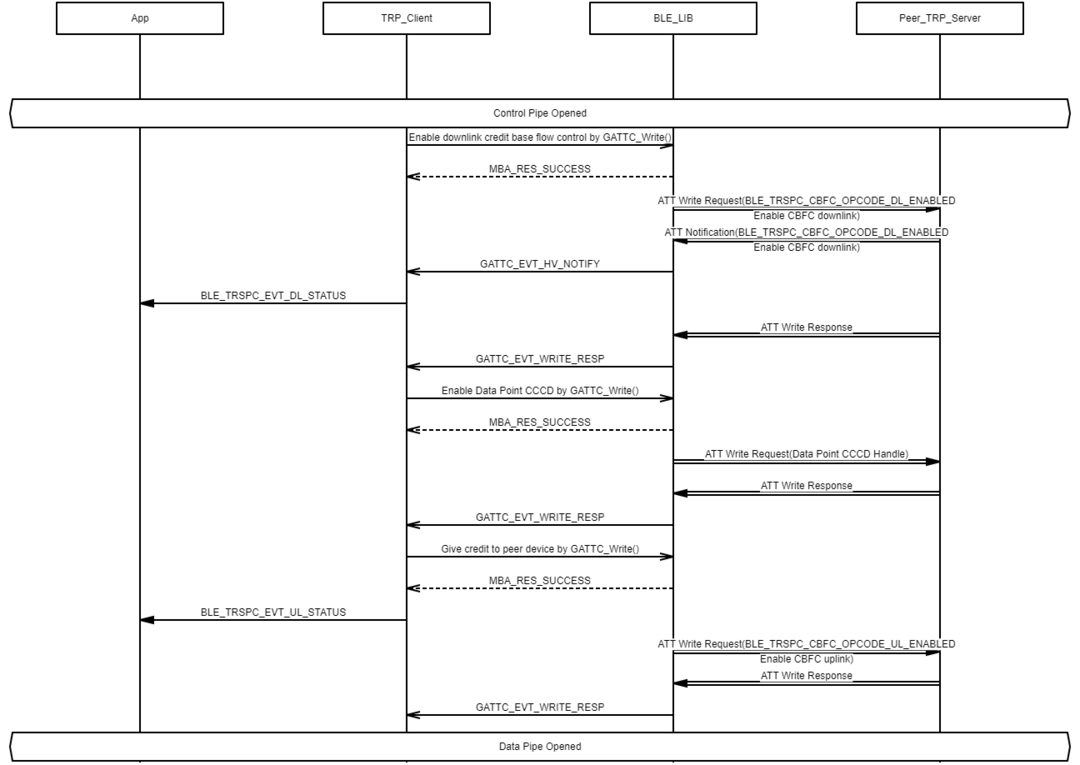 App
TRP_Client
BLE_LIB
Peer_TRP_Server
Control Pipe Opened
Enable downlink credit base flow control by GATTC_Write()
MBA_RES_SUCCESS
ATT Write Request(BLE_TRSPC_CBFC_OPCODE_DL_ENABLED
Enable CBFC downlink)
ATT Notification(BLE_TRSPC_CBFC_OPCODE_DL_ENABLED
Enable CBFC downlink)
GATTC_EVT_HV_NOTIFY
BLE_TRSPC_EVT_DL_STATUS
ATT Write Response
GATTC_EVT_WRITE_RESP
Enable Data Point CCCD by GATTC_Write()
MBA_RES_SUCCESS
ATT Write Request(Data Point CCCD Handle)
ATT Write Response
GATTC_EVT_WRITE_RESP
Give credit to peer device by GATTC_Write()
MBA_RES_SUCCESS
BLE_TRSPC_EVT_UL_STATUS
ATT Write Request(BLE_TRSPC_CBFC_OPCODE_UL_ENABLED
Enable CBFC uplink)
ATT Write Response
GATTC_EVT_WRITE_RESP
Data Pipe Opened